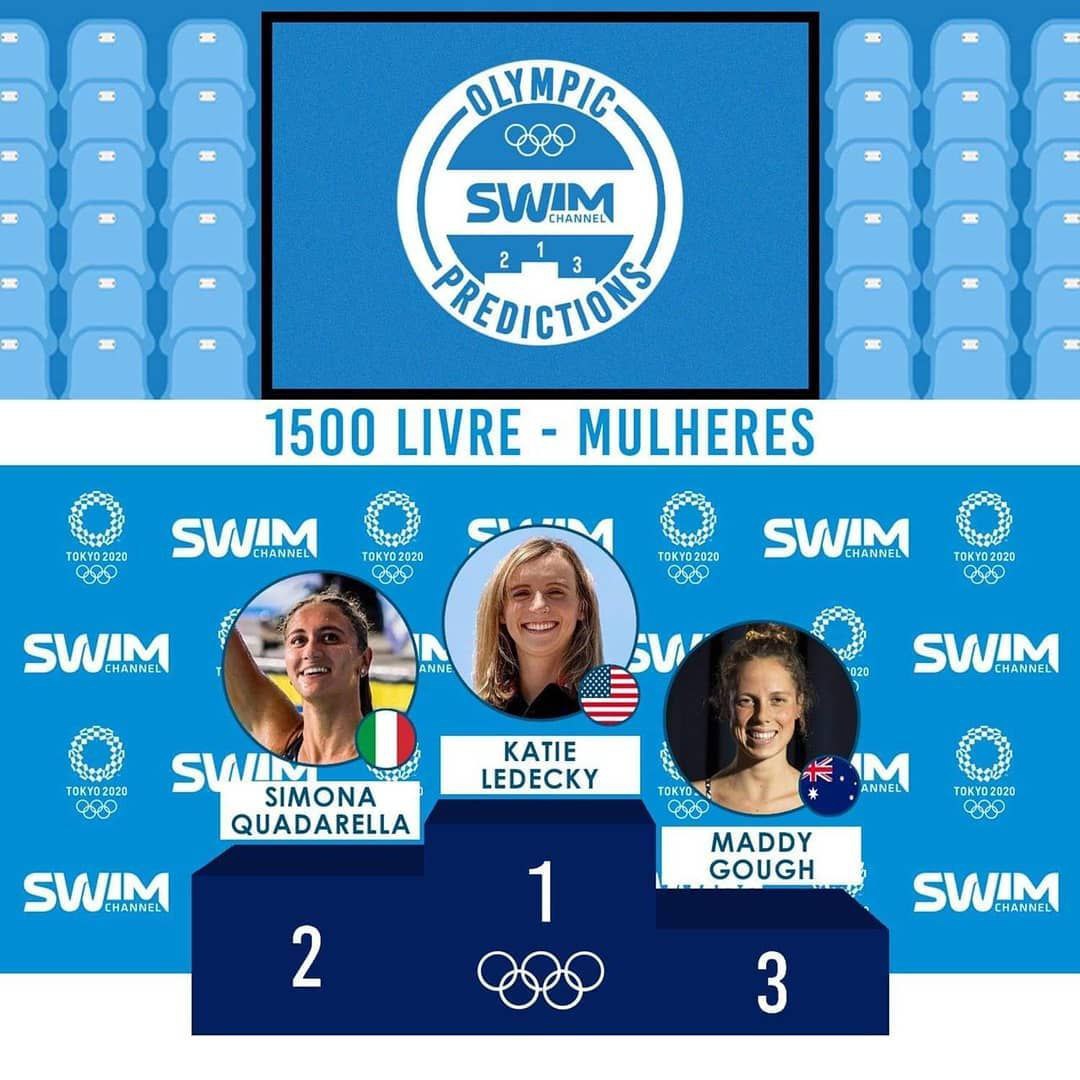 OLYMPIC
SWIM
CHANNEL
2 1 3
PREDICTIONS
1500 LIVRE - MULHERES
TOKYO 2020
SWIM
CHANNEL
TOKYO 2020
SWIM
CHANNEL
TOKYO 2020
SWIM
CHANNEL
TOKYO 2020
SWIM
CHANNEL
SWIM
CHANNEL
TOKYO 2020
SWIM
TOKYO 2020
SWIM
CHANNEL
SWIM
CHANNEL
KATIE
LEDECKY
SIMONA
QUADARELLA
MADDY
GOUGH
1
2
3